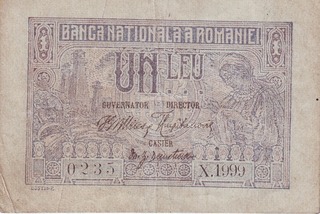 BANCA NATIONALA A ROMANIEI
UN LEU
GUVERNATOR DIRECTOR
CASIER
0235 X.1999